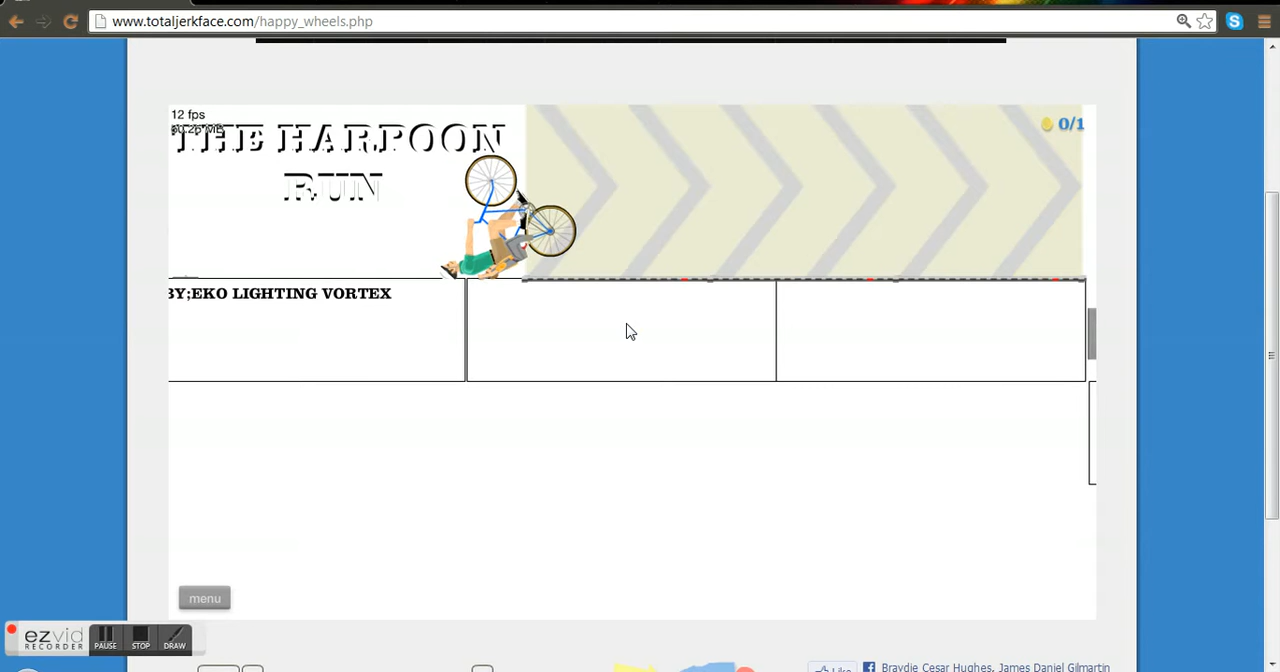 www.totaljerkface.com/happy_wheels.php
12 fps
THE HARPOON
RUN
0/1
BY;EKO LIGHTING VORTEX
menu
ezvid
RECORDER
PAUSE
STOP
DRAW
Like
Braydie Cesar Hughes, James Daniel Gilmartin